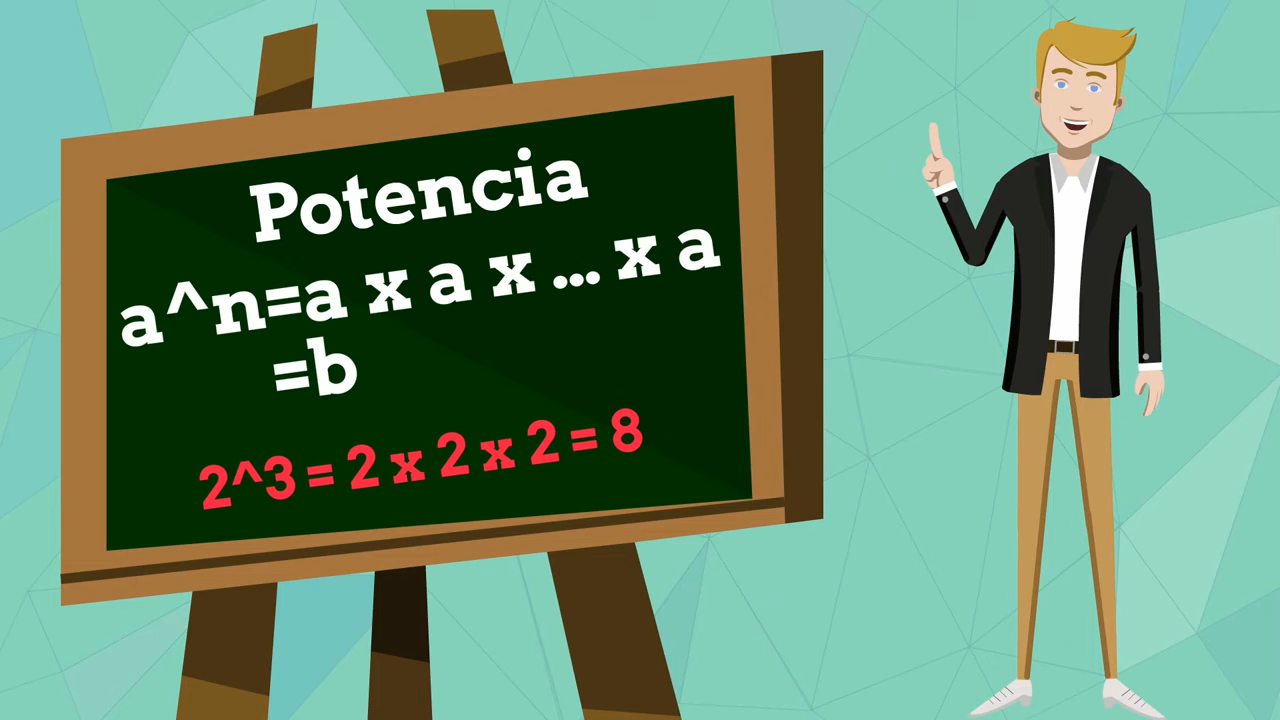 Potencia
a^n=a x a x ... x a
=b
2^3 = 2 x 2 x 2 = 8